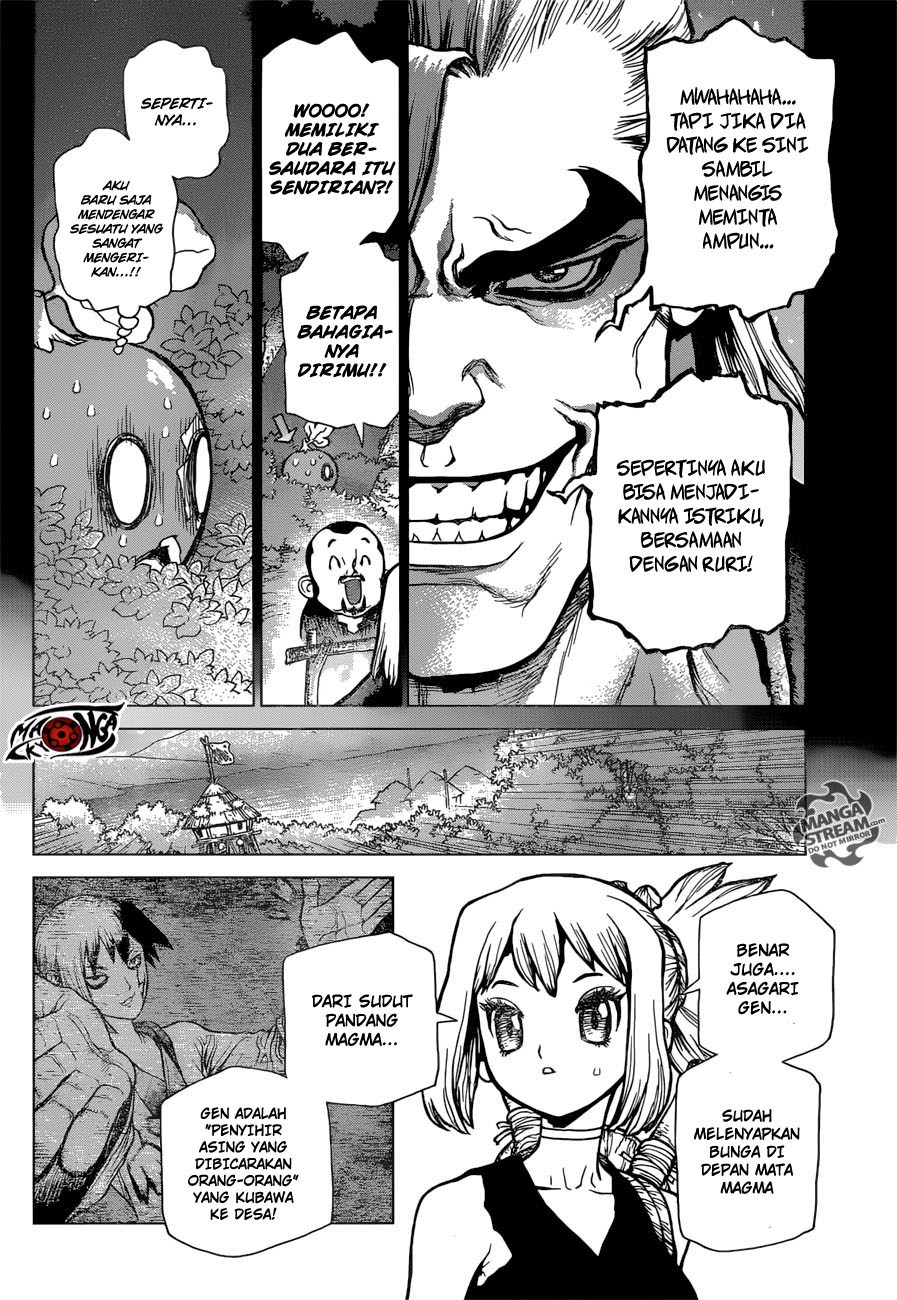 MWAHAHAHA...
TAPI JIKA DIA
DATANG KE SINI
SAMBIL
MENANGIS
MEMINTA
AMPUN...
SEPERTINYA AKU
BISA MENJADI-
KANNYA ISTRIKU,
BERSAMAAN
DENGAN RURI!
WOOOO!
MEMILIKI
DUA BER-
SAUDARA ITU
SENDIRIAN?!
BETAPA
BAHAGIA-
NYA
DIRIMU!!
SEPERTI-
NYA...
AKU
BARU SAJA
MENDENGAR
SESUATU YANG
SANGAT
MENGERI-
KAN...!!
MANGA
KI
MANGA
STREAM.com
DO NOT MIRROR
BENAR
JUGA....
ASAGARI
GEN...
SUDAH
MELENYAPKAN
BUNGA DI
DEPAN MATA
MAGMA
DARI SUDUT
PANDANG
MAGMA...
GEN ADALAH
"PENYIHIR
ASING YANG
DIBICARAKAN
ORANG-ORANG"
YANG KUBAWA
KE DESA!